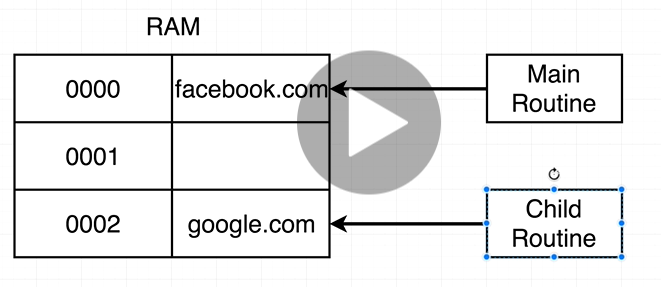 RAM
0000
facebook.com
Main
Routine
0001
0002
google.com
Child
Routine